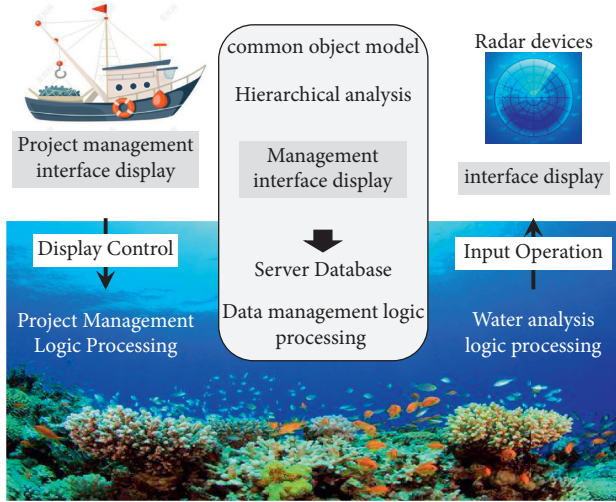 common object model
Hierarchical analysis
Management
interface display
Server Database
Data management logic
processing
Project management
interface display
Display Control
Project Management
Logic Processing
Radar devices
interface display
Input Operation
Water analysis
logic processing